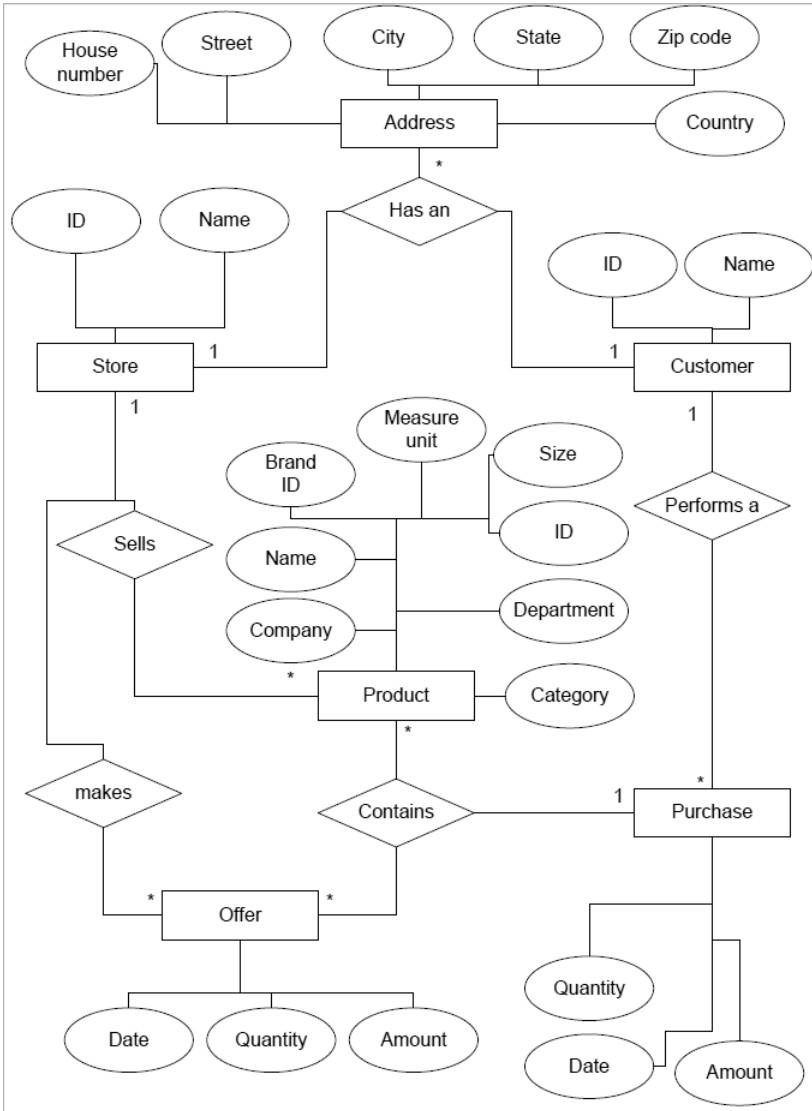 House
number
Street
City
State
Zip code
Address
Country
*
Has an
ID
Name
ID
Name
Store
1
1
Customer
1
1
Measure
unit
Brand
ID
Size
Sells
Performs a
Name
ID
Company
Department
*
Product
Category
*
makes
Contains
1
*
Purchase
*
Offer
*
Quantity
Date
Quantity
Amount
Date
Amount